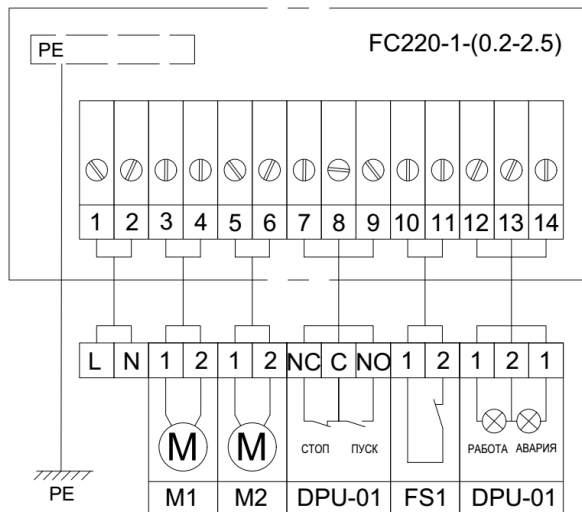 PE
FC220-1-(0.2-2.5)
1 2 3 4 5 6 7 8 9 10 11 12 13 14
L N 1 2 1 2 NC C NO 1 2 1 2 1
M M
СТОП ПУСК РАБОТА АВАРИЯ
PE M1 M2 DPU-01 FS1 DPU-01